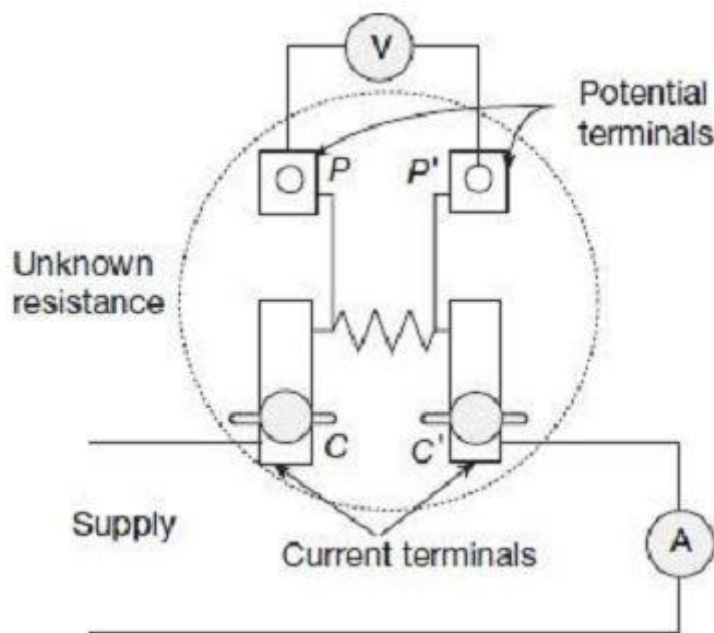 V
Potential
terminals
P
P'
Unknown
resistance
C
C'
Supply
Current terminals
A